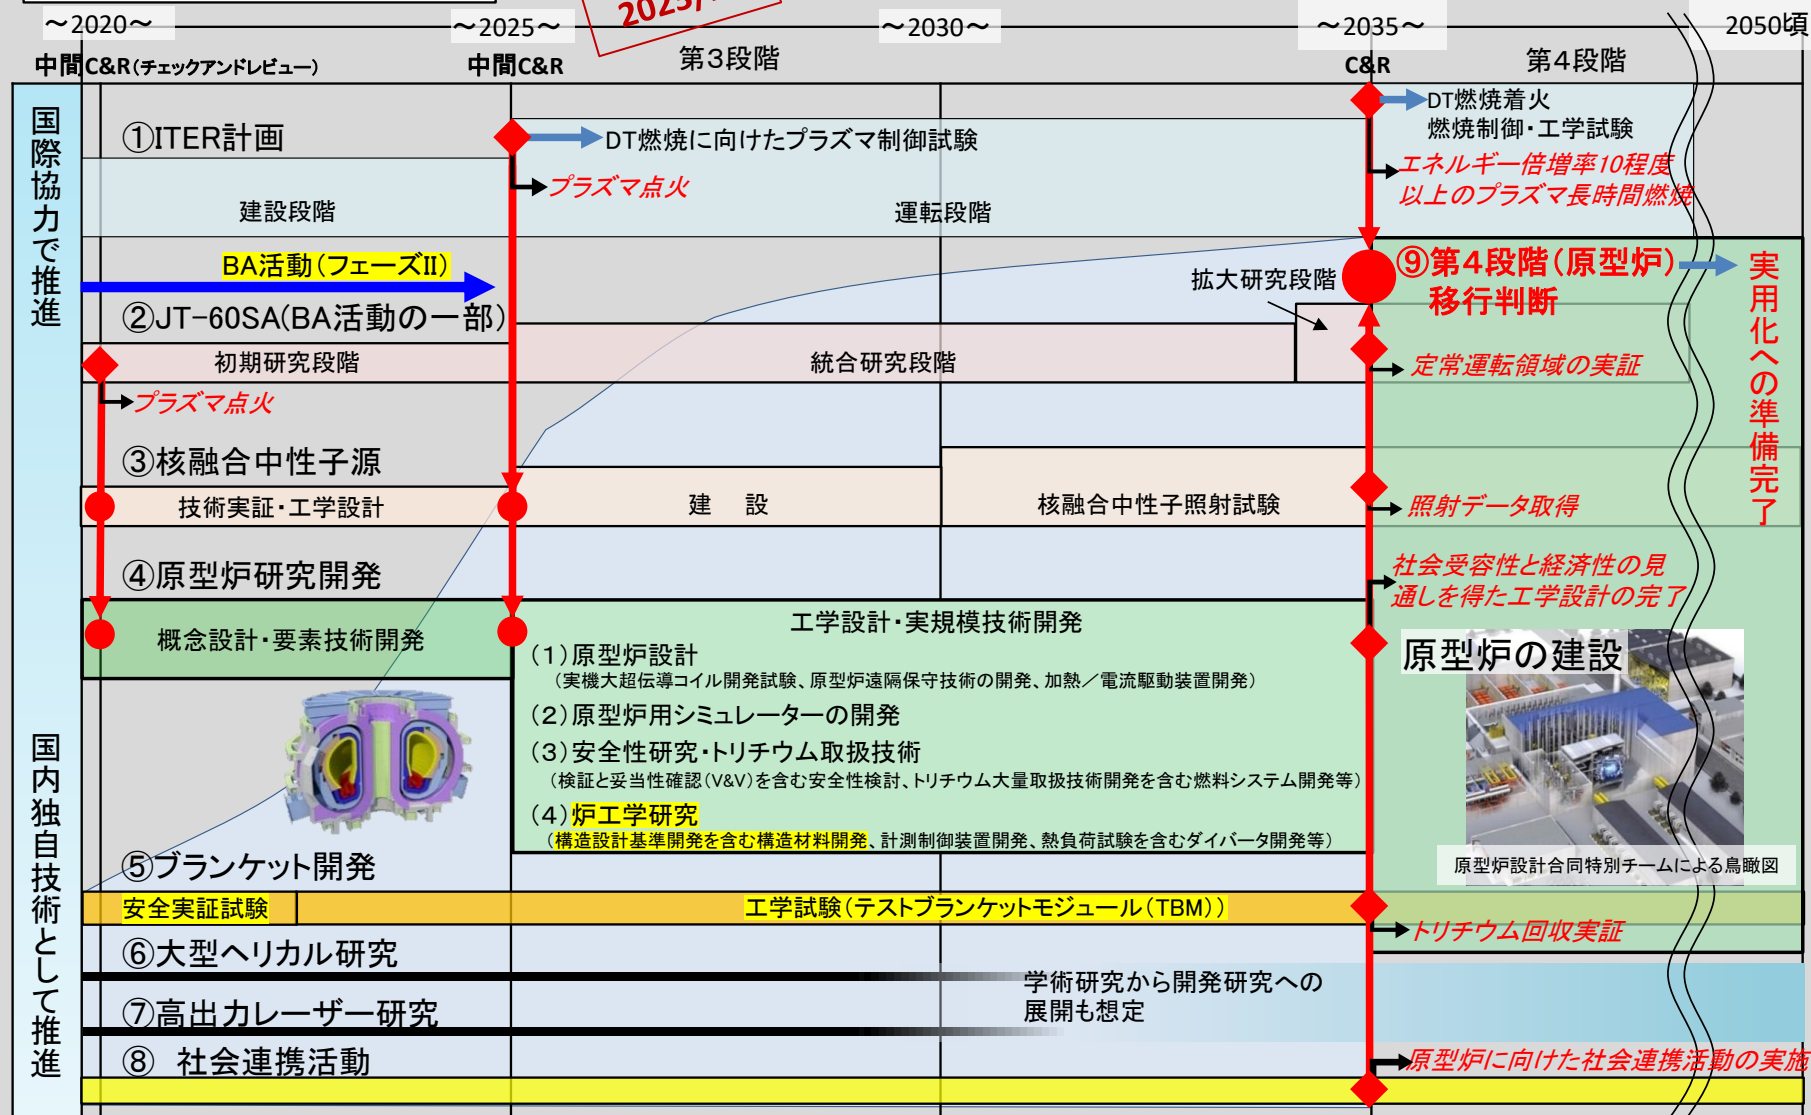 2025/
～2020～
～2025～
～2030～
～2035～
2050頃
中間C&R(チェックアンドレビュー)
中間C&R
第3段階
C&R
第4段階
国際協力で推進
①ITER計画
DT燃焼に向けたプラズマ制御試験
プラズマ点火
建設段階
運転段階
DT燃焼着火
燃焼制御・工学試験
エネルギー倍増率10程度
以上のプラズマ長時間燃焼
BA活動(フェーズII)
②JT-60SA(BA活動の一部)
初期研究段階
統合研究段階
拡大研究段階
プラズマ点火
⑨第4段階(原型炉)
移行判断
定常運転領域の実証
実用化への準備完了
③核融合中性子源
技術実証・工学設計
建 設
核融合中性子照射試験
照射データ取得
④原型炉研究開発
概念設計・要素技術開発
工学設計・実規模技術開発
(1)原型炉設計
(実機大超伝導コイル開発試験、原型炉遠隔保守技術の開発、加熱/電流駆動装置開発)
(2)原型炉用シミュレーターの開発
(3)安全性研究・トリチウム取扱技術
(検証と妥当性確認(V&V)を含む安全性検討、トリチウム大量取扱技術開発を含む燃料システム開発等)
(4)炉工学研究
(構造設計基準開発を含む構造材料開発、計測制御装置開発、熱負荷試験を含むダイバータ開発等)
社会受容性と経済性の見
通しを得た工学設計の完了
原型炉の建設
原型炉設計合同特別チームによる鳥瞰図
国内独自技術として推進
⑤ブランケット開発
安全実証試験
工学試験(テストブランケットモジュール(TBM))
トリチウム回収実証
⑥大型ヘリカル研究
学術研究から開発研究への
展開も想定
⑦高出力レーザー研究
⑧ 社会連携活動
原型炉に向けた社会連携活動の実施